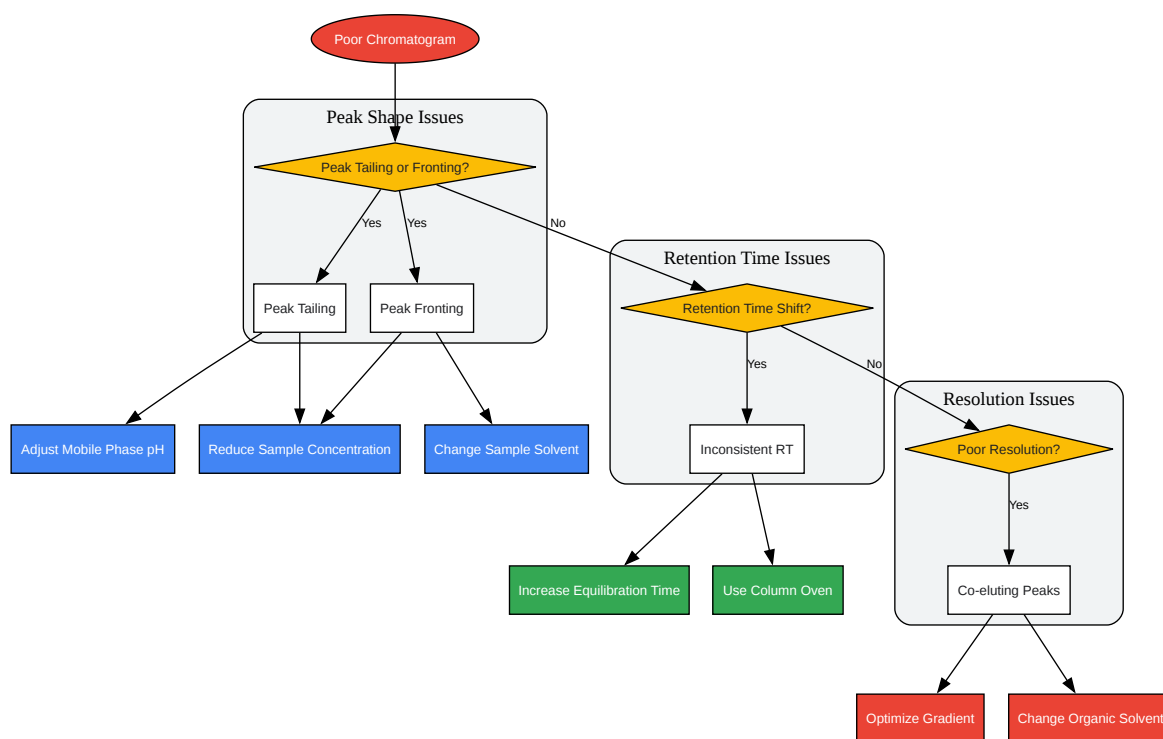 Poor Chromatogram
Peak Shape Issues
Peak Tailing or Fronting?
Yes
Yes
No
Retention Time Issues
Peak Tailing
Peak Fronting
Retention Time Shift?
Yes
No
Resolution Issues
Adjust Mobile Phase pH
Reduce Sample Concentration
Change Sample Solvent
Inconsistent RT
Poor Resolution?
Yes
Increase Equilibration Time
Use Column Oven
Co-eluting Peaks
Optimize Gradient
Change Organic Solvent